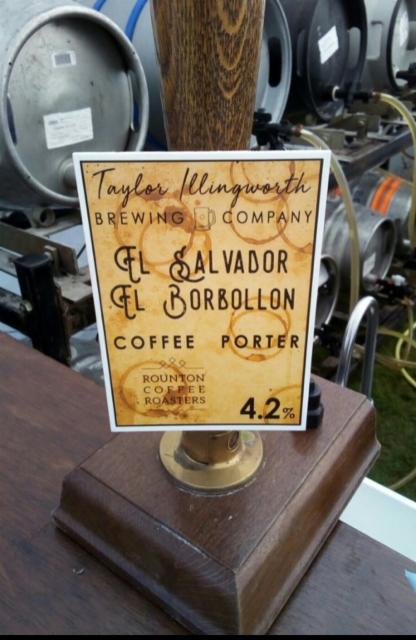 Taylor Illingworth
BREWING COMPANY
EL SALVADOR
EL BORBOLLON
COFFEE PORTER
ROUNTON
COFFEE
ROASTERS
4.2%